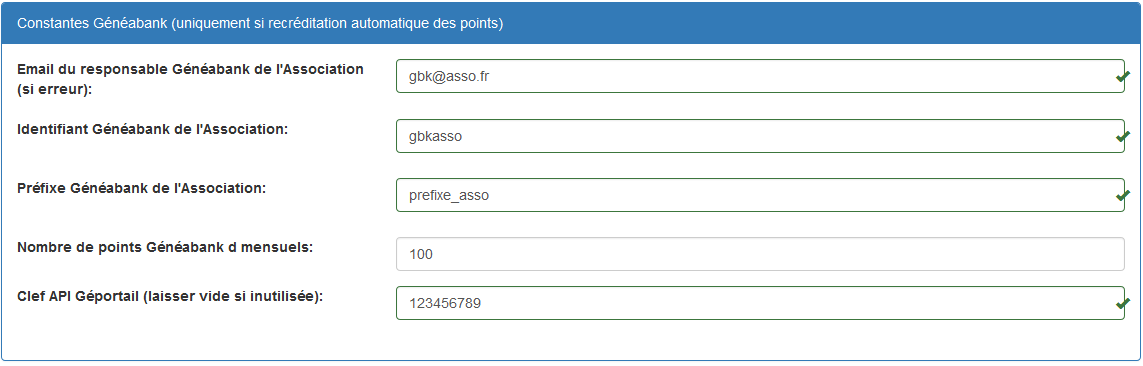 Constantes Généabank (uniquement si recréditation automatique des points)
Email du responsable Généabank de l'Association
(si erreur):
gbk@asso.fr
Identifiant Généabank de l'Association:
gbkasso
Préfixe Généabank de l'Association:
prefixe_asso
Nombre de points Généabank d mensuels:
100
Clef API Géportail (laisser vide si inutilisée):
123456789